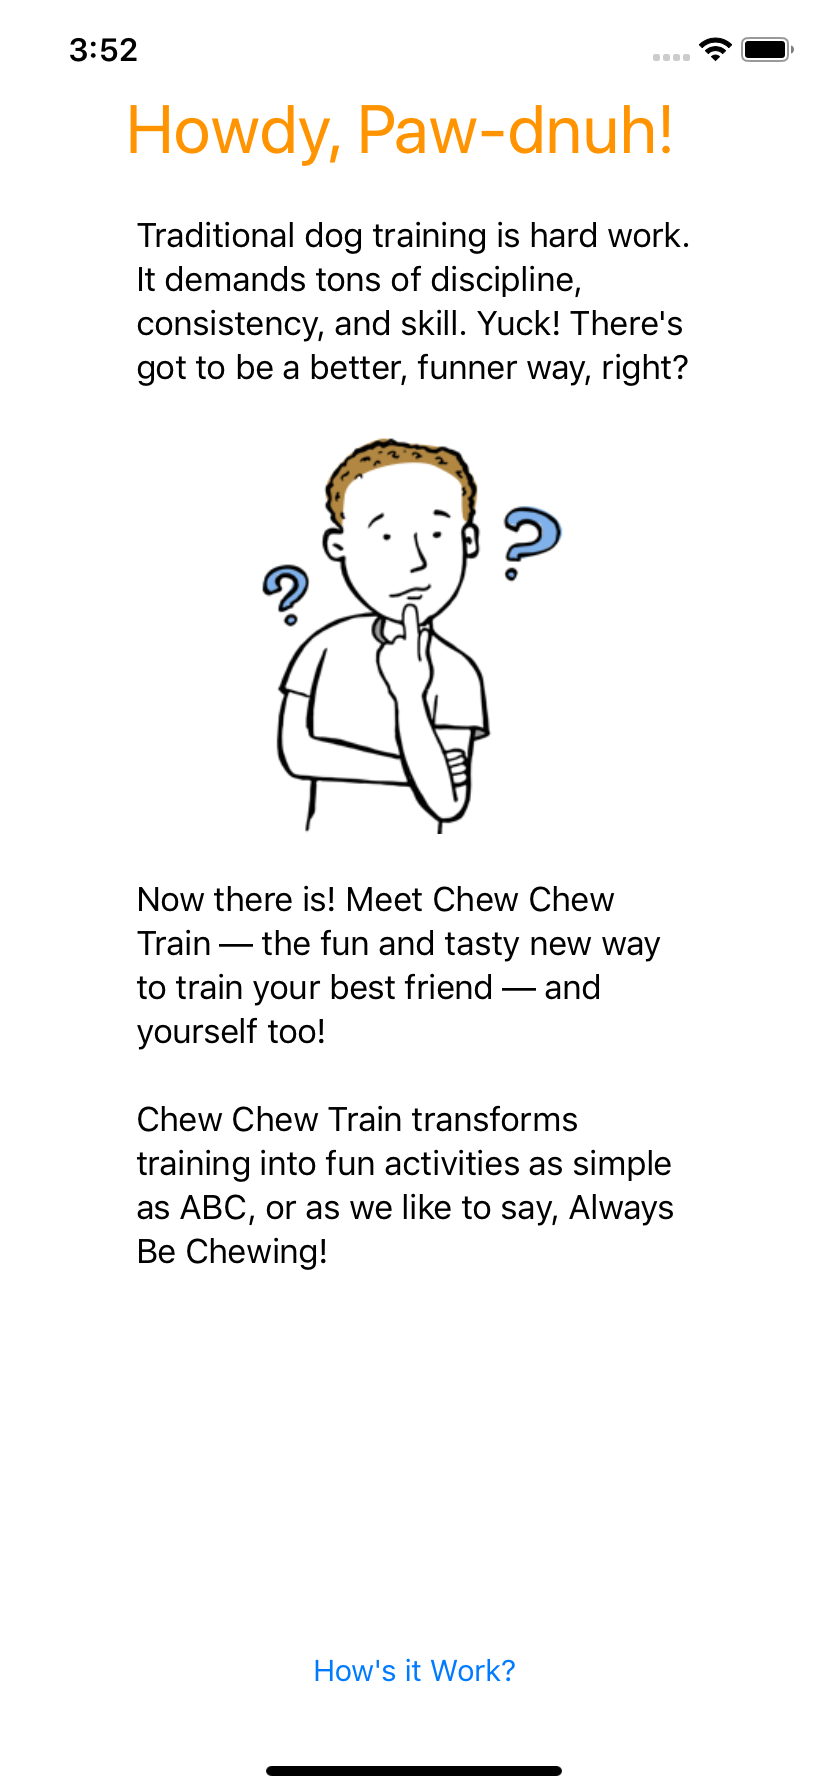 3:52
Howdy, Paw-dnuh!
Traditional dog training is hard work.
It demands tons of discipline,
consistency, and skill. Yuck! There's
got to be a better, funner way, right?
?
?
Now there is! Meet Chew Chew
Train — the fun and tasty new way
to train your best friend — and
yourself too!
Chew Chew Train transforms
training into fun activities as simple
as ABC, or as we like to say, Always
Be Chewing!
How's it Work?